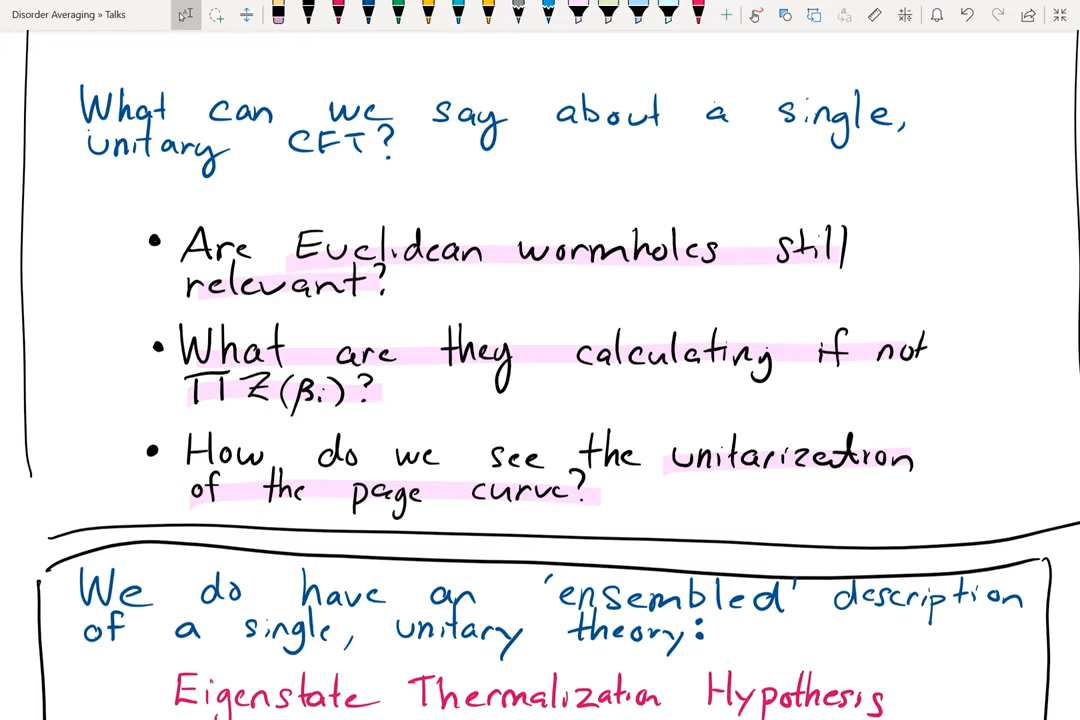 Disorder Averaging » Talks
What can we say about a single,
unitary CFT?
• Are Euclidean wormholes still
relevant?
• What are they calculating if not
ΠZ(βᵢ)?
• How do we see the unitarization
of the page curve?
We do have an 'ensembled' description
of a single, unitary theory:
Eigenstate Thermalization Hypothesis